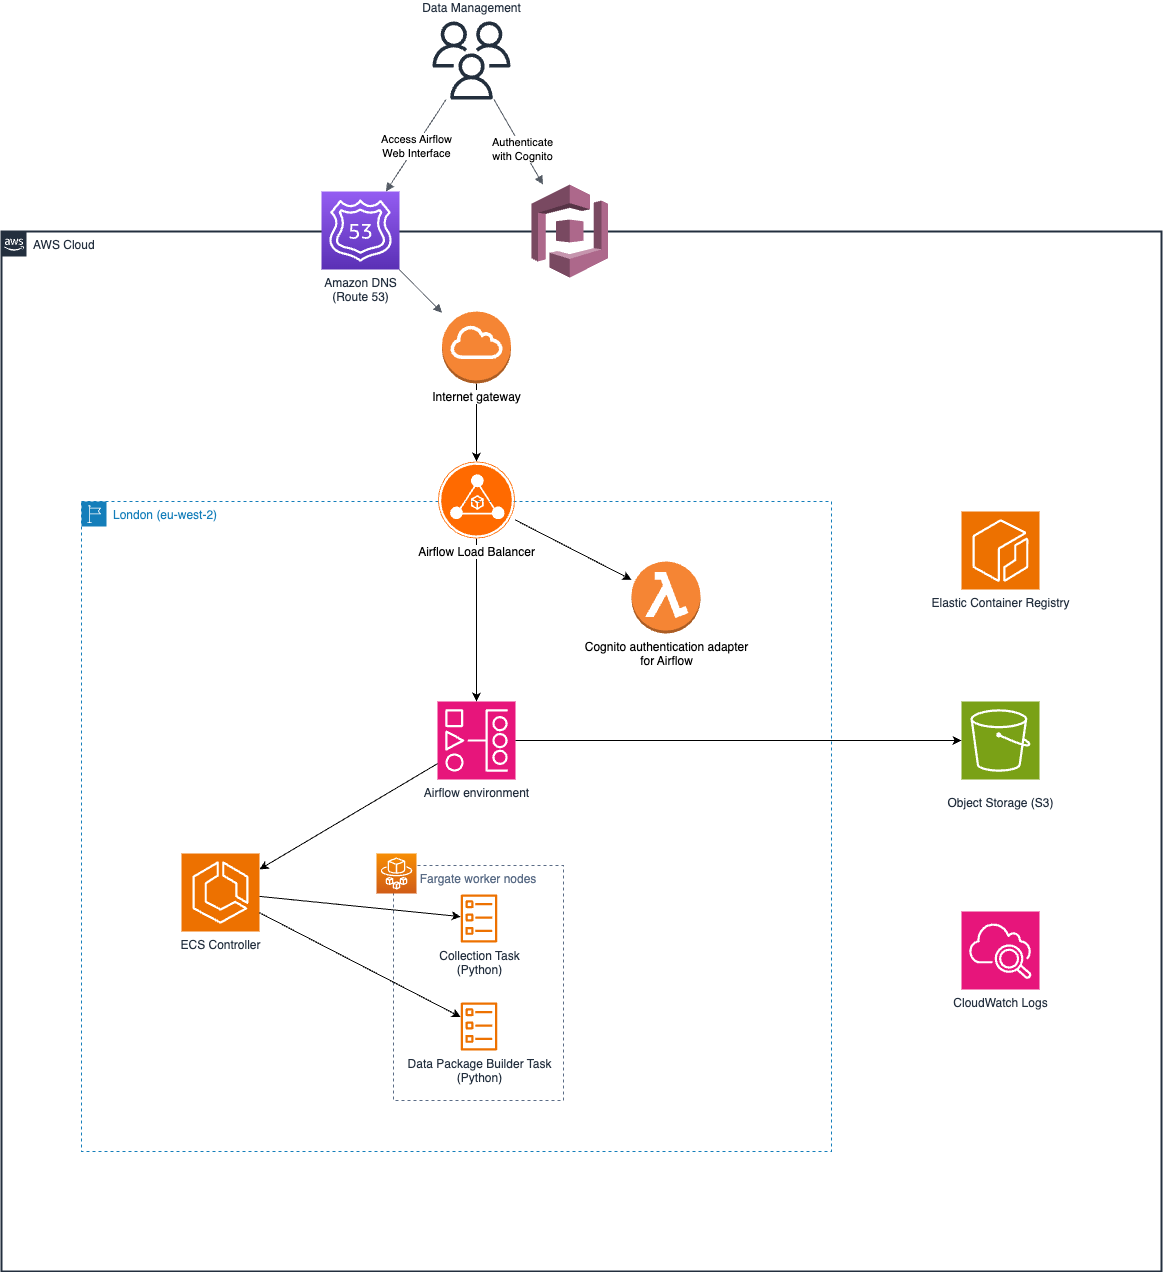 Data Management
Access Airflow
Web Interface
Authenticate
with Cognito
53
aws
AWS Cloud
Amazon DNS
(Route 53)
Internet gateway
London (eu-west-2)
Airflow Load Balancer
Elastic Container Registry
Cognito authentication adapter
for Airflow
Airflow environment
Object Storage (S3)
Fargate worker nodes
ECS Controller
Collection Task
(Python)
CloudWatch Logs
Data Package Builder Task
(Python)